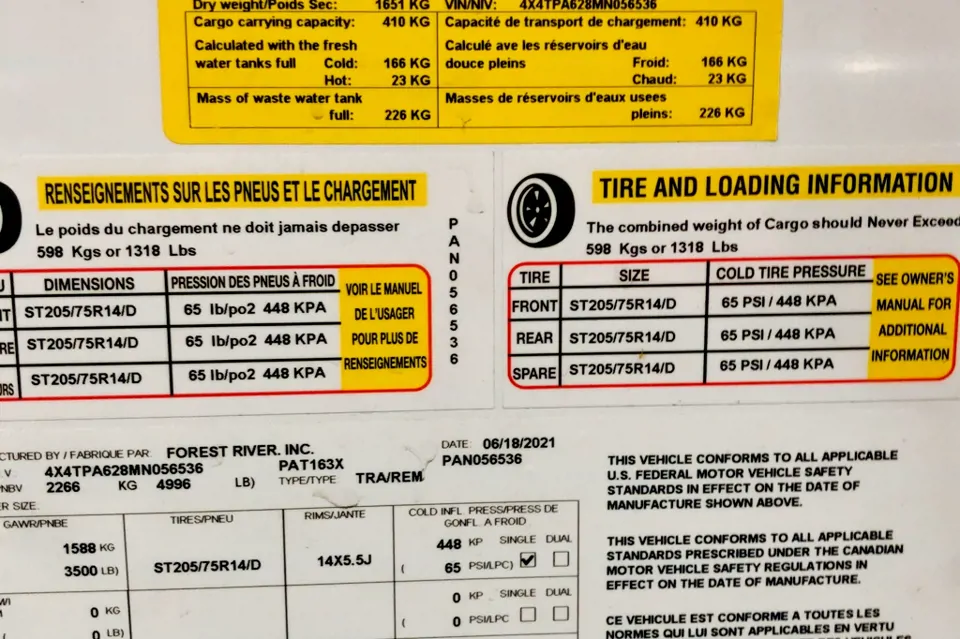 Dry weight/Poids Sec: 1651 KG VIN/NIV: 4X4TPA628MN056536
Cargo carrying capacity: 410 KG
Calculated with the fresh
water tanks full Cold: 166 KG
Hot: 23 KG
Mass of waste water tank
full: 226 KG
Capacité de transport de chargement: 410 KG
Calculé ave les réservoirs d'eau
douce pleins Froid: 166 KG
Chaud: 23 KG
Masses de réservoirs d'eaux usees
pleins: 226 KG
RENSEIGNEMENTS SUR LES PNEUS ET LE CHARGEMENT
Le poids du chargement ne doit jamais depasser
598 Kgs or 1318 Lbs
DIMENSIONS PRESSION DES PNEUS À FROID
ST205/75R14/D 65 lb/po2 448 KPA
ST205/75R14/D 65 lb/po2 448 KPA
ST205/75R14/D 65 lb/po2 448 KPA
VOIR LE MANUEL
DE L'USAGER
POUR PLUS DE
RENSEIGNEMENTS
PAN056536
TIRE AND LOADING INFORMATION
The combined weight of Cargo should Never Exceed
598 Kgs or 1318 Lbs
TIRE SIZE COLD TIRE PRESSURE
FRONT ST205/75R14/D 65 PSI / 448 KPA
REAR ST205/75R14/D 65 PSI / 448 KPA
SPARE ST205/75R14/D 65 PSI / 448 KPA
SEE OWNER'S
MANUAL FOR
ADDITIONAL
INFORMATION
CTURED BY / FABRIQUE PAR: FOREST RIVER, INC. DATE: 06/18/2021
V 4X4TPA628MN056536 PAT163X PAN056536
NBV 2266 KG 4996 LB) TYPE/TYPE TRA/REM
ER SIZE
GAWR/PNBE TIRES/PNEU RIMS/JANTE COLD INFL PRESS/PRESS DE
GONFL A FROID
1588 KG 448 KP SINGLE DUAL
3500 LB) ST205/75R14/D 14X5.5J ( 65 PSI/LPC)
0 KG 0 KP SINGLE DUAL
0 LB) ( 0 PSI/LPC
THIS VEHICLE CONFORMS TO ALL APPLICABLE
U.S. FEDERAL MOTOR VEHICLE SAFETY
STANDARDS IN EFFECT ON THE DATE OF
MANUFACTURE SHOWN ABOVE.
THIS VEHICLE CONFORMS TO ALL APPLICABLE
STANDARDS PRESCRIBED UNDER THE CANADIAN
MOTOR VEHICLE SAFETY REGULATIONS IN
EFFECT ON THE DATE OF MANUFACTURE.
CE VEHICULE EST CONFORME A TOUTES LES
NORMES QUI LUI SONT APPLICABLES EN VERTU